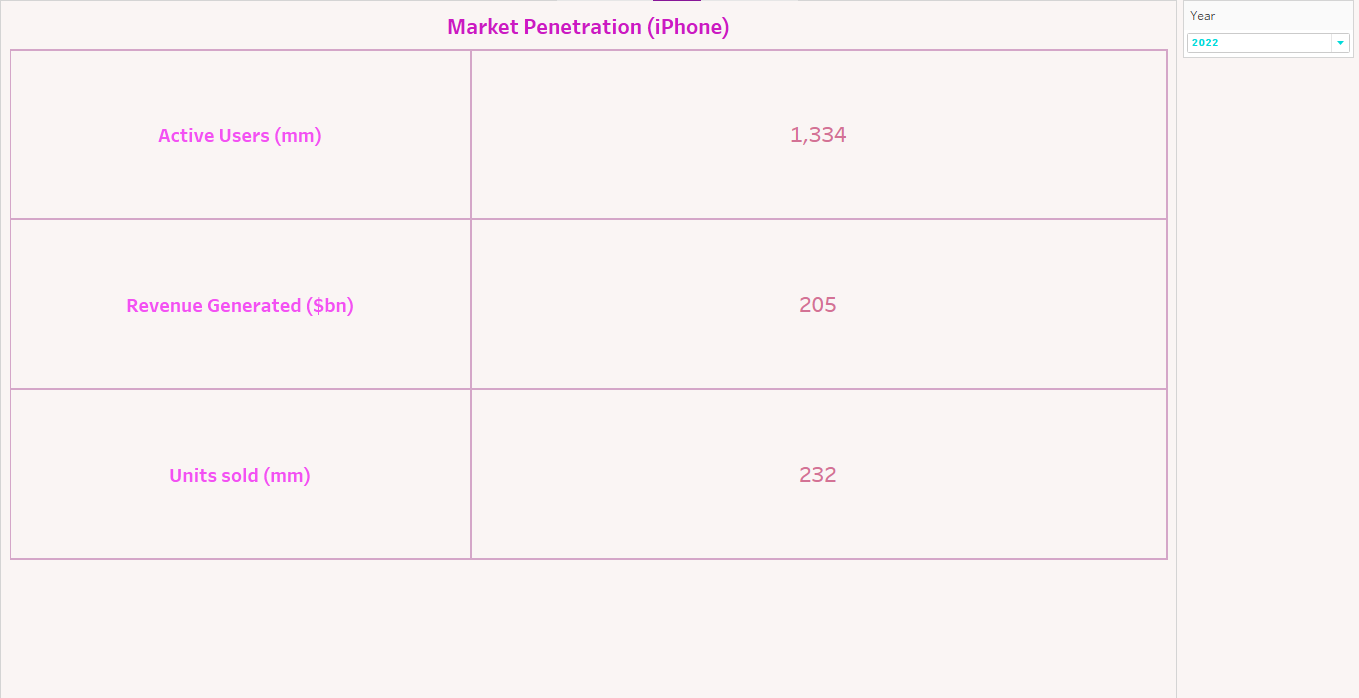 Market Penetration (iPhone)
Year
2022
Active Users (mm)
1,334
Revenue Generated ($bn)
205
Units sold (mm)
232